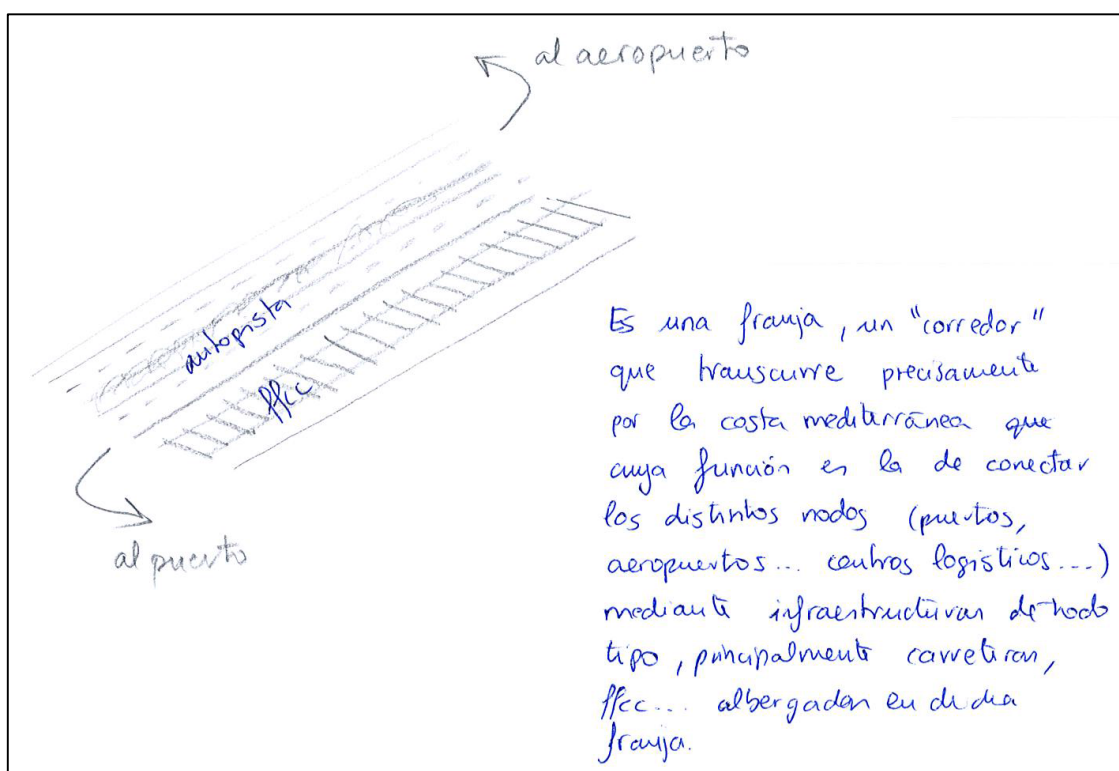 al aeropuerto
autopista
ffcc
al puerto
Es una franja, un "corredor"
que transcurre precisamente
por la costa mediterránea que
cuya función es la de conectar
los distintos nodos (puertos,
aeropuertos... centros logísticos...)
mediante infraestructuras de todo
tipo, principalmente carreteras,
ffcc... albergadas en dicha
franja.